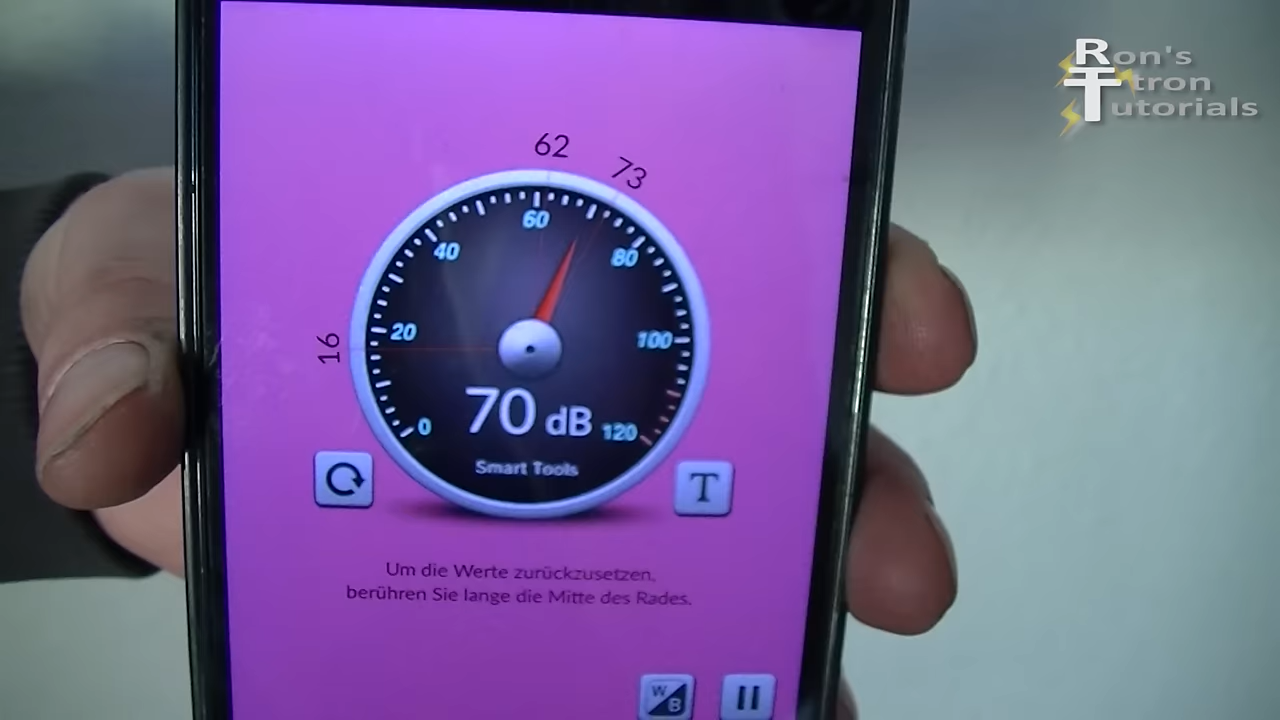 Ron's
Ttron
Tutorials
62
73
60
40
80
16
20
100
70 dB
0
120
Smart Tools
T
Um die Werte zurückzusetzen,
berühren Sie lange die Mitte des Rades.
W
B